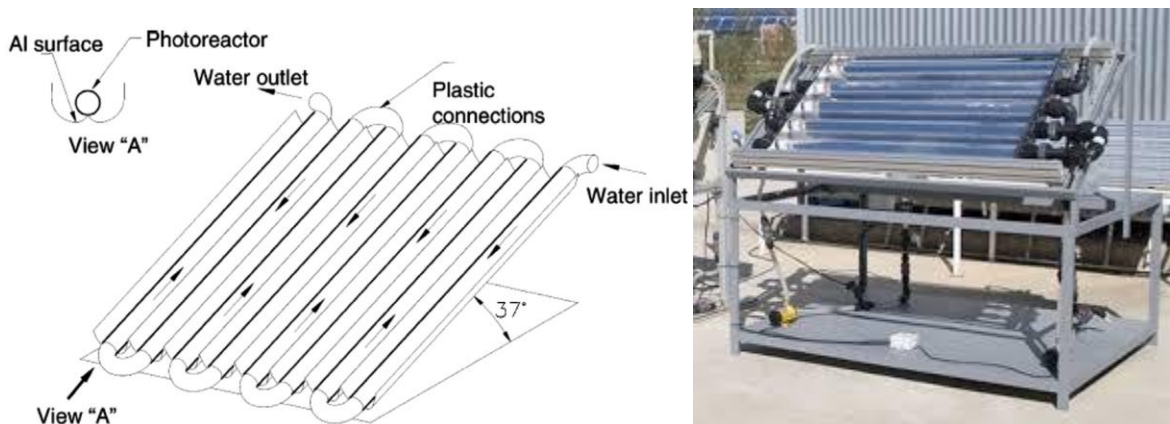 Al surface
Photoreactor
View “A”
Water outlet
Plastic
connections
Water inlet
37°
View “A”